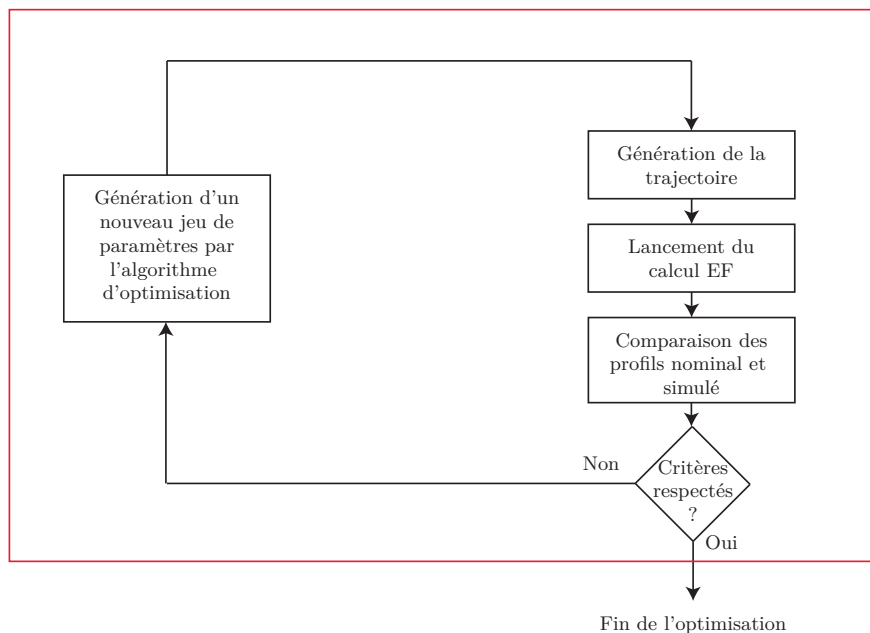 Génération de la
trajectoire
Génération d'un
nouveau jeu de
paramètres par
l'algorithme
d'optimisation
Lancement du
calcul EF
Comparaison des
profils nominal et
simulé
Non
Critères
respectés
?
Oui
Fin de l'optimisation